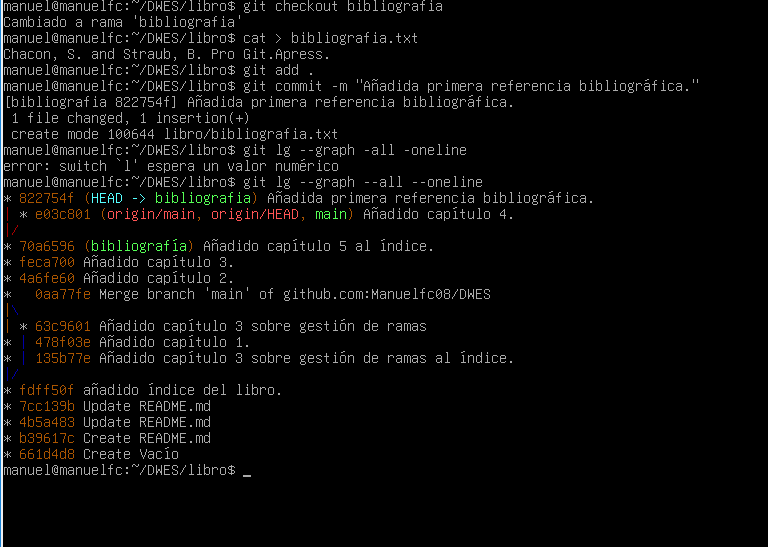 manuel@manuelfc:~/DWES/libro$ git checkout bibliografia
Cambiado a rama 'bibliografia'
manuel@manuelfc:~/DWES/libro$ cat > bibliografia.txt
Chacon, S. and Straub, B. Pro Git.Apress.
manuel@manuelfc:~/DWES/libro$ git add .
manuel@manuelfc:~/DWES/libro$ git commit -m "Añadida primera referencia bibliográfica."
[bibliografia 822754f] Añadida primera referencia bibliográfica.
 1 file changed, 1 insertion(+)
 create mode 100644 libro/bibliografia.txt
manuel@manuelfc:~/DWES/libro$ git lg --graph -all -oneline
error: switch `l' espera un valor numérico
manuel@manuelfc:~/DWES/libro$ git lg --graph --all --oneline
* 822754f (HEAD -> bibliografia) Añadida primera referencia bibliográfica.
| * e03c801 (origin/main, origin/HEAD, main) Añadido capítulo 4.
|/
* 70a6596 (bibliografía) Añadido capítulo 5 al índice.
* feca700 Añadido capítulo 3.
* 4a6fe60 Añadido capítulo 2.
*   0aa77fe Merge branch 'main' of github.com:Manuelfc08/DWES
|\
| * 63c9601 Añadido capítulo 3 sobre gestión de ramas
* | 478f03e Añadido capítulo 1.
* | 135b77e Añadido capítulo 3 sobre gestión de ramas al índice.
|/
* fdff50f añadido índice del libro.
* 7cc139b Update README.md
* 4b5a483 Update README.md
* b39617c Create README.md
* 661d4d8 Create Vacío
manuel@manuelfc:~/DWES/libro$ _